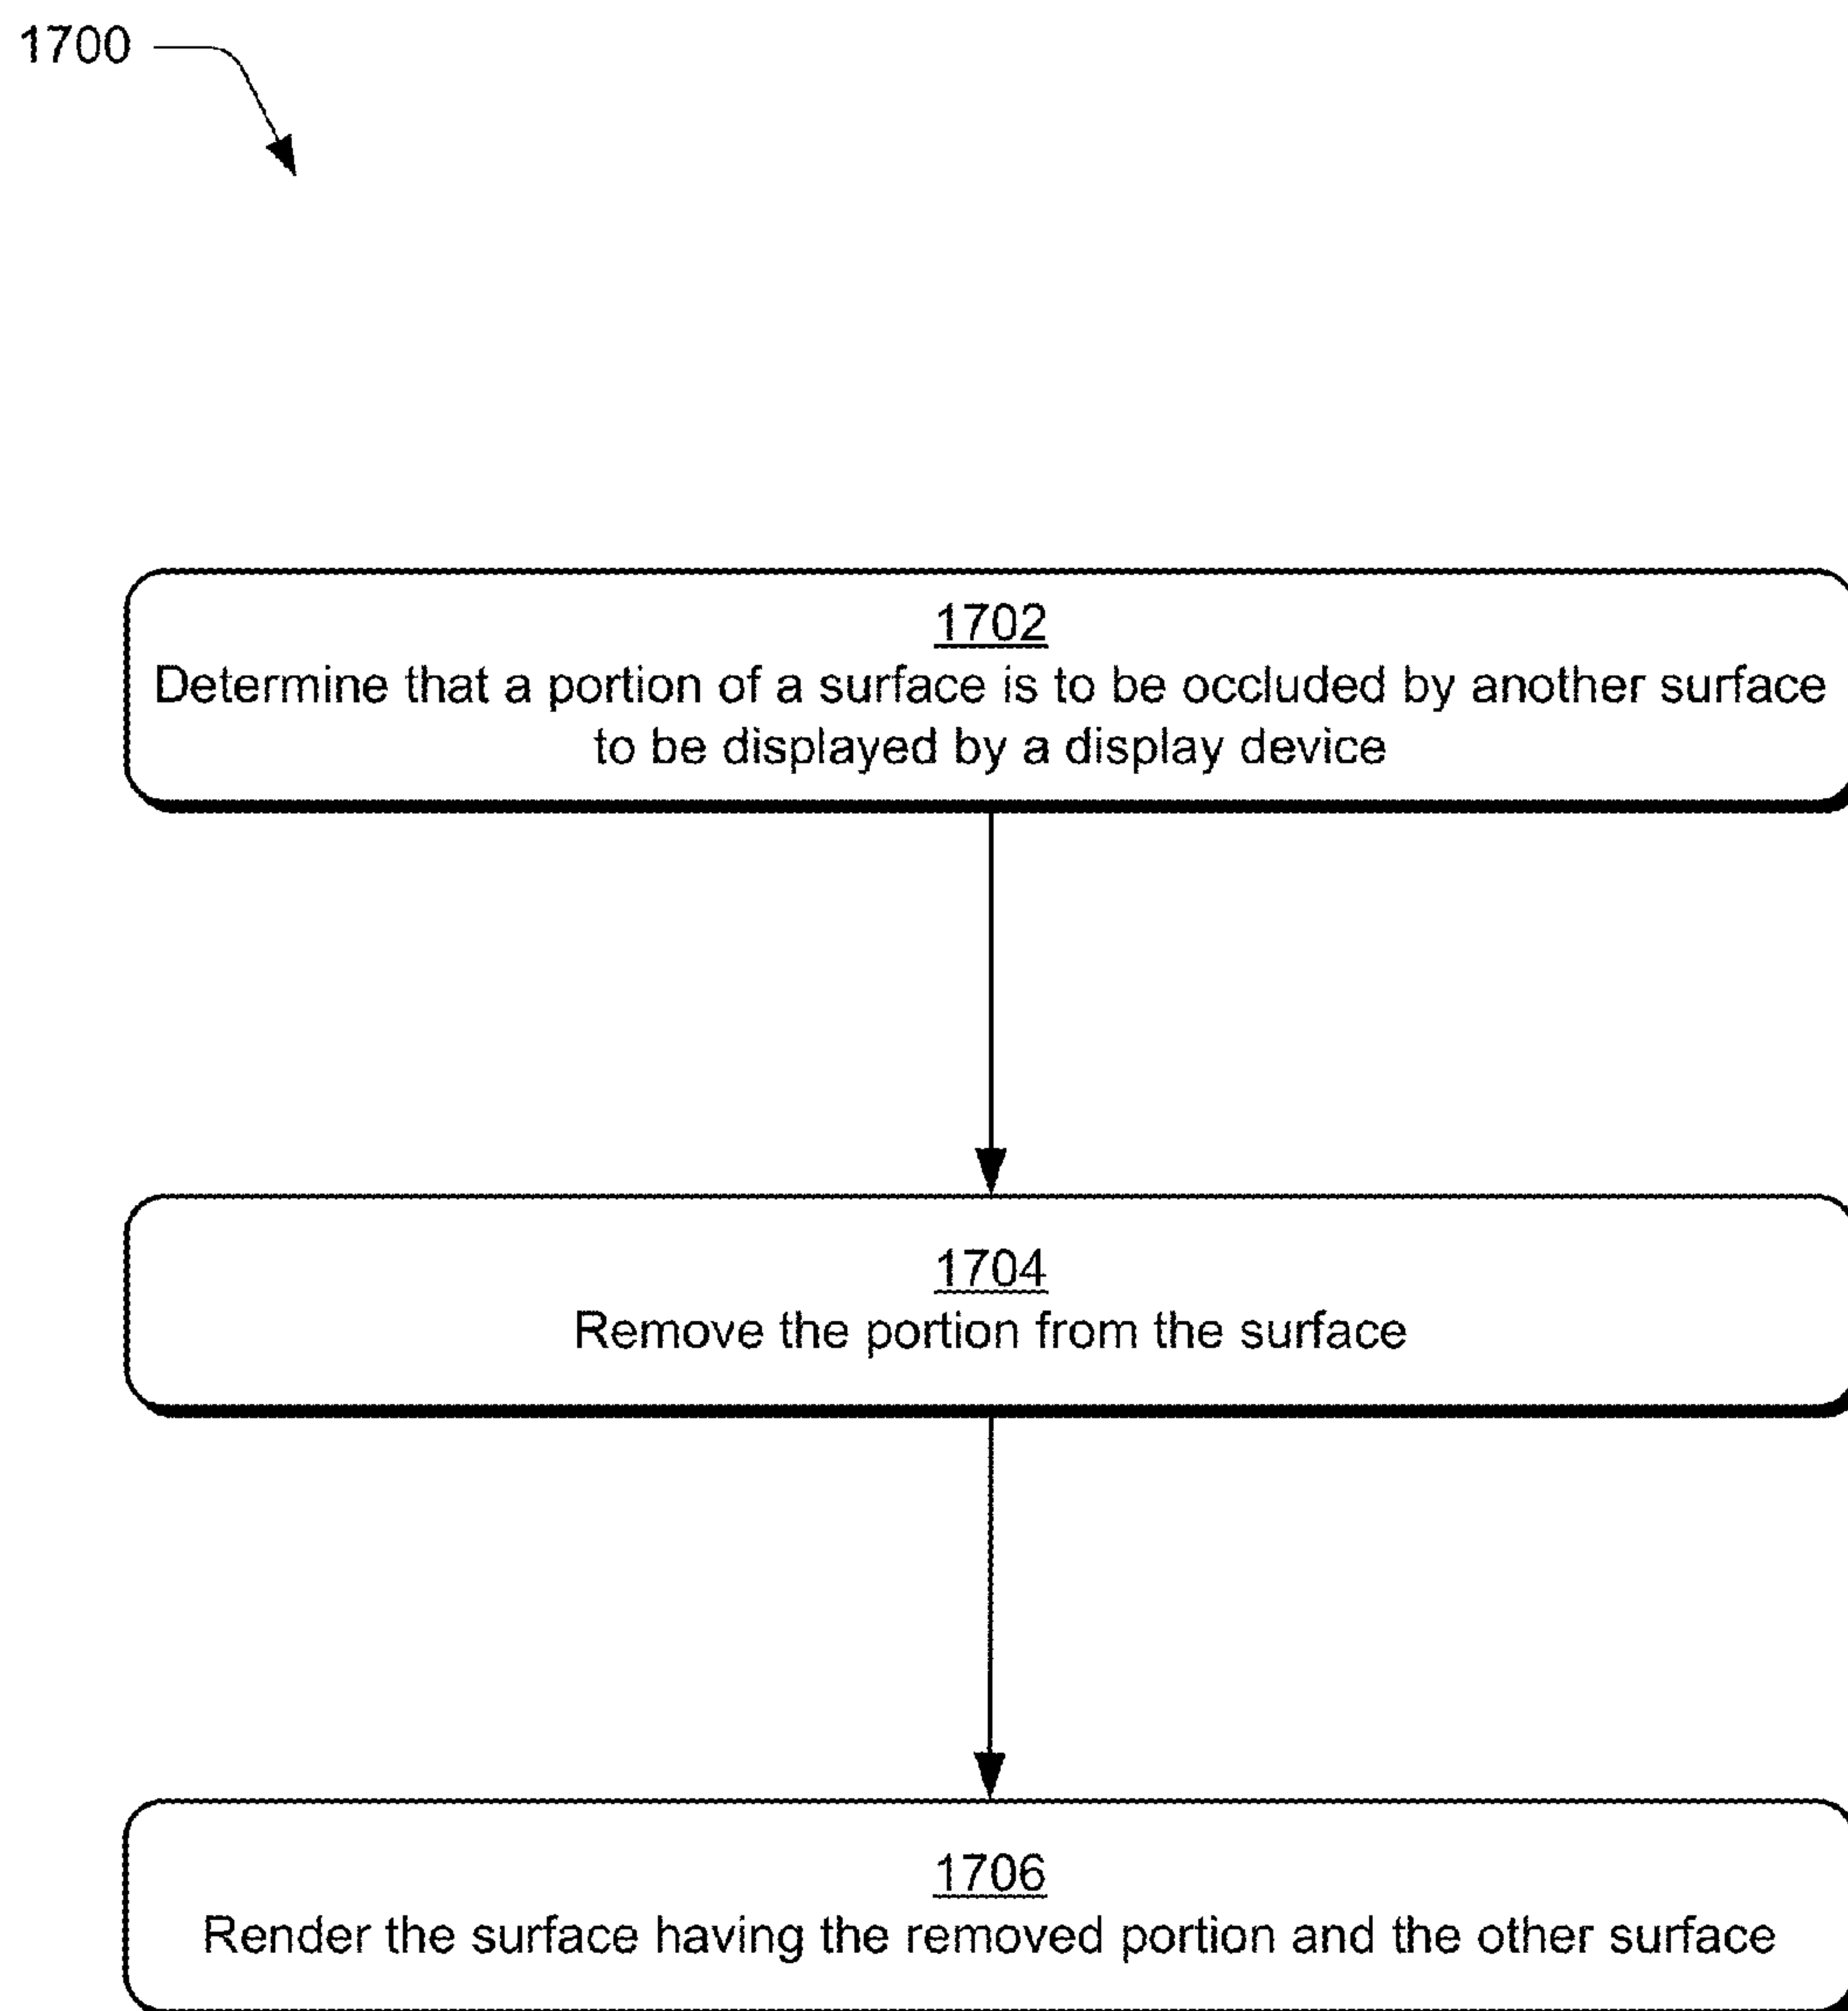 1700
1702
Determine that a portion of a surface is to be occluded by another surface
to be displayed by a display device
1704
Remove the portion from the surface
1706
Render the surface having the removed portion and the other surface